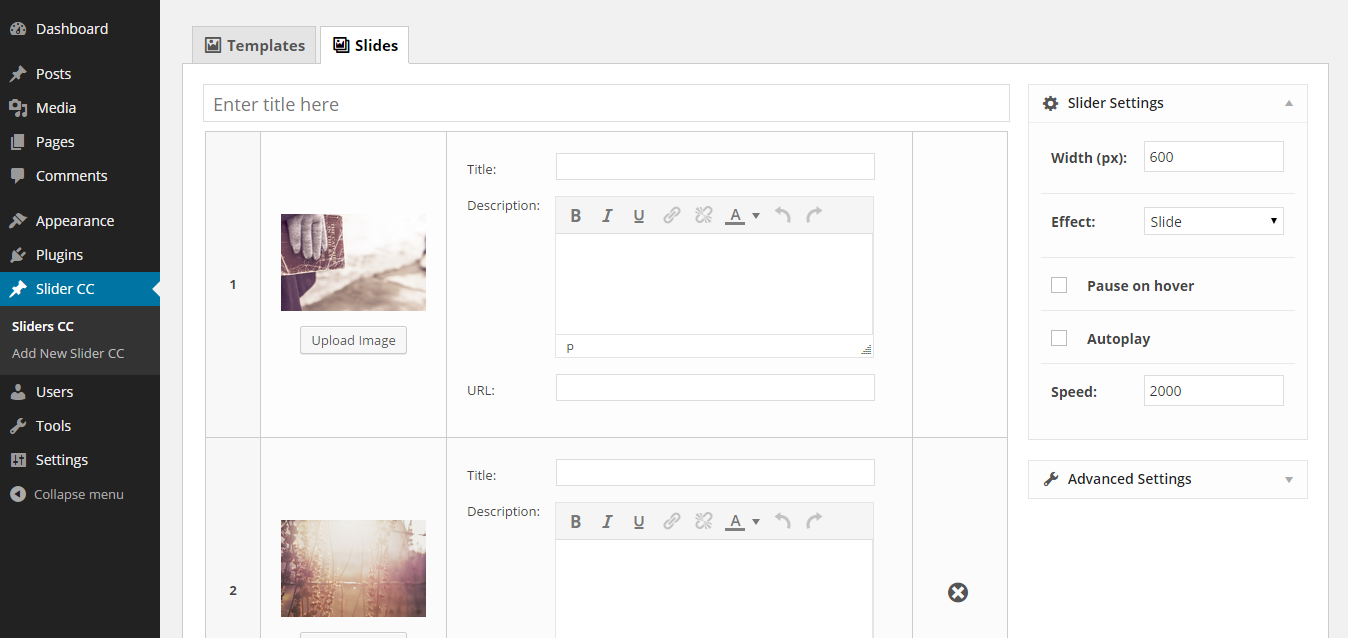 Dashboard
Posts
Media
Pages
Comments
Appearance
Plugins
Slider CC
Sliders CC
Add New Slider CC
Users
Tools
Settings
Collapse menu
Templates
Slides
Enter title here
1
Upload Image
Title:
Description:
B I U A
p
URL:
2
Title:
Description:
B I U A
Slider Settings
Width (px): 600
Effect: Slide
Pause on hover
Autoplay
Speed: 2000
Advanced Settings